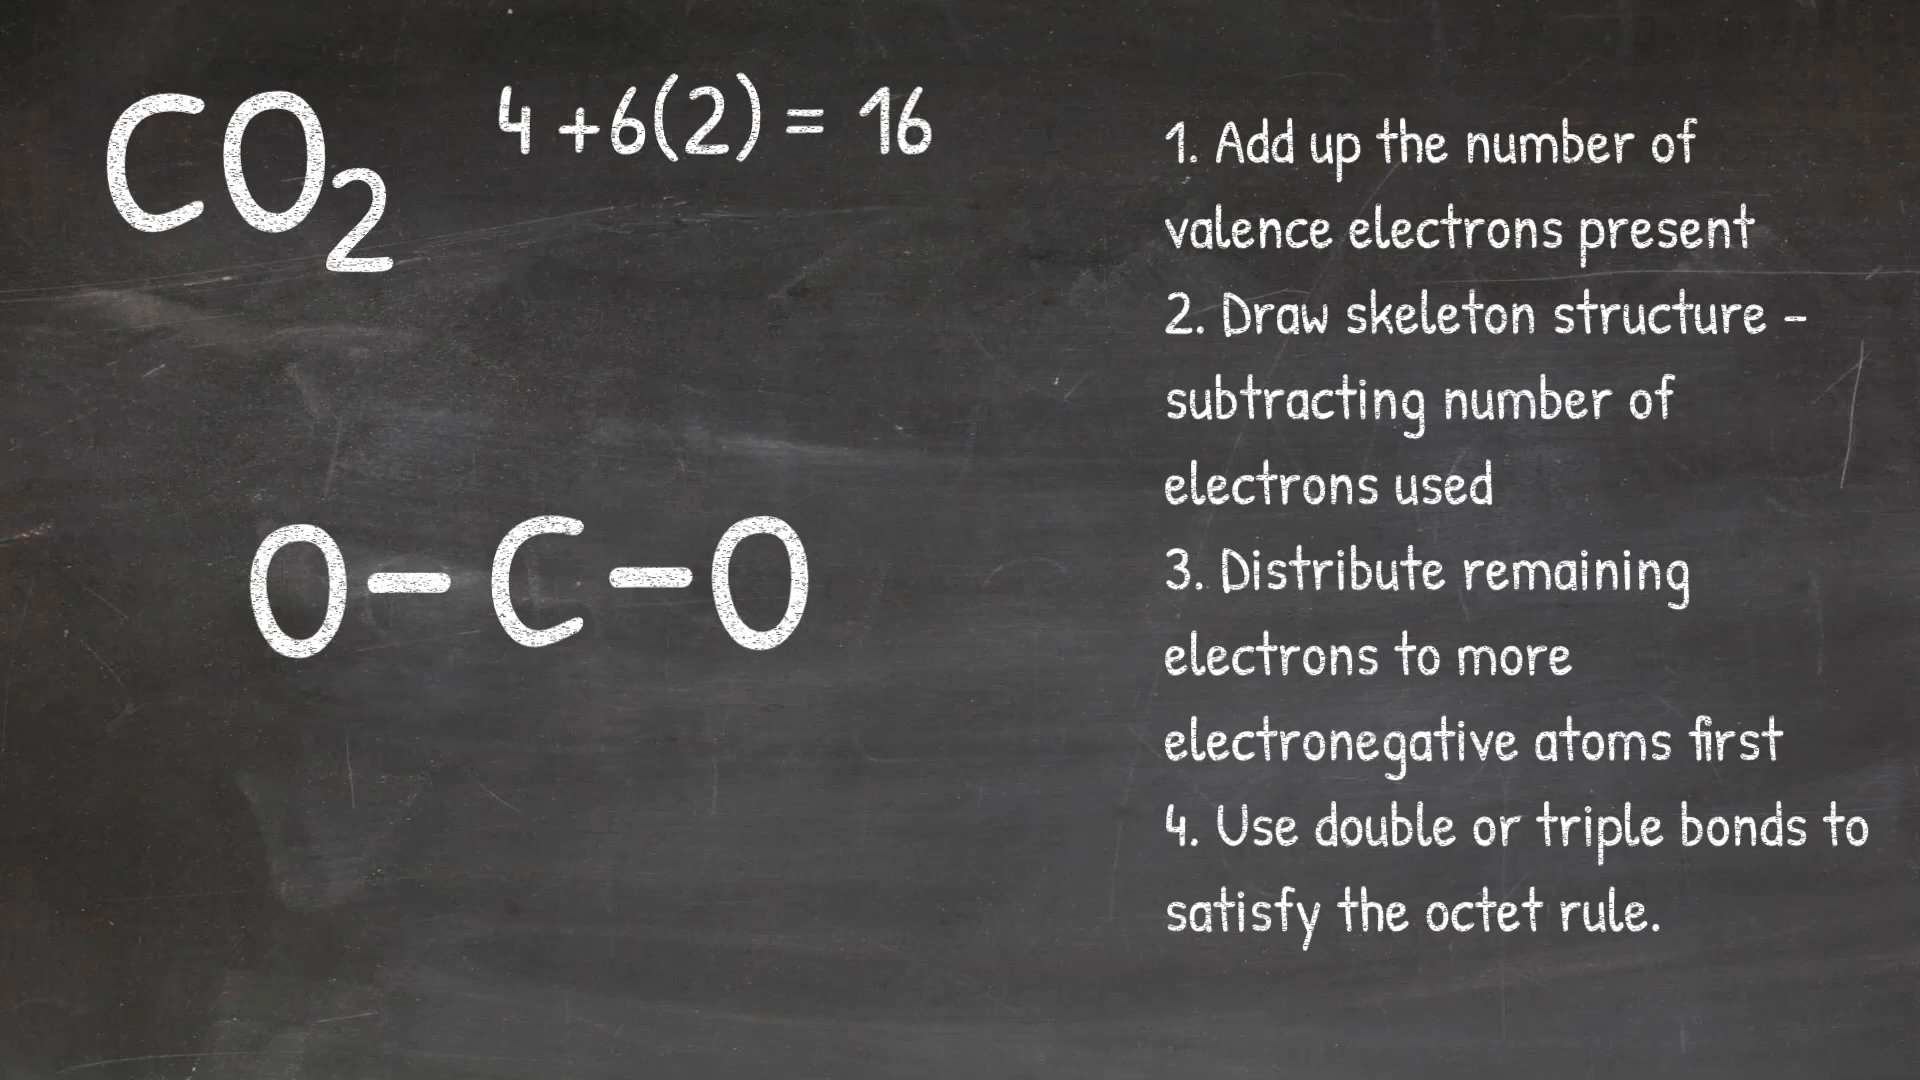 CO₂
4 +6(2) = 16
O - C - O
1. Add up the number of
valence electrons present
2. Draw skeleton structure -
subtracting number of
electrons used
3. Distribute remaining
electrons to more
electronegative atoms first
4. Use double or triple bonds to
satisfy the octet rule.